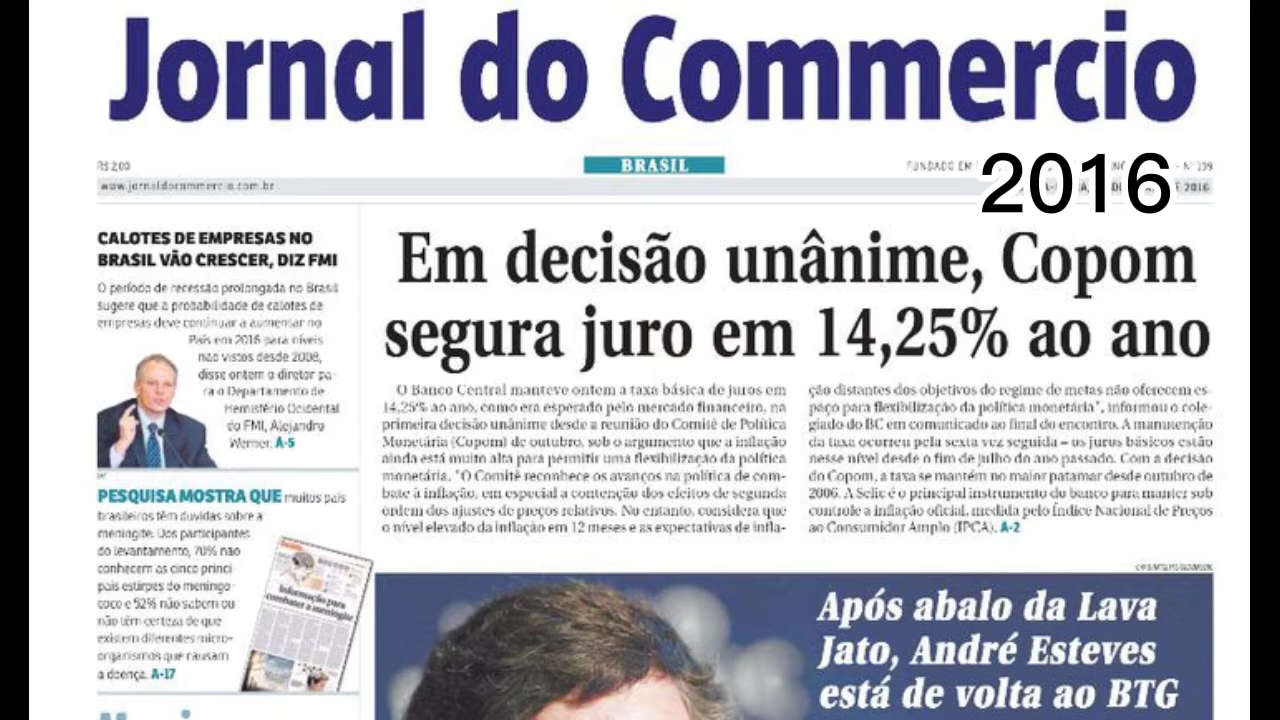 Jornal do Commercio
R$ 2,00
BRASIL
FUNDADO EM
Nº 139
2016
www.jornaldocommercio.com.br
DE 2016
CALOTES DE EMPRESAS NO
BRASIL VÃO CRESCER, DIZ FMI
O período de recessão prolongada no Brasil
sugere que a probabilidade de calotes de
empresas deve continuar a aumentar no
País em 2016 para níveis
não vistos desde 2008,
disse ontem o diretor pa-
ra o Departamento do
Hemisfério Ocidental
do FMI, Alejandro
Werner. A-5
PESQUISA MOSTRA QUE muitos pais
brasileiros têm dúvidas sobre a
meningite. Dos participantes
do levantamento, 70% não
conhecem as cinco princi
pais estirpes do meningo-
coco e 52% não sabem ou
não têm certeza de que
existem diferentes micro-
organismos que causam
a doença. A-17
Informação para
combater a meningite
Em decisão unânime, Copom
segura juro em 14,25% ao ano
O Banco Central manteve ontem a taxa básica de juros em
14,25% ao ano, como era esperado pelo mercado financeiro, na
primeira decisão unânime desde a reunião do Comitê de Política
Monetária (Copom) de outubro, sob o argumento que a inflação
ainda está muito alta para permitir uma flexibilização da política
monetária. "O Comitê reconhece os avanços na política de com-
bate à inflação, em especial a contenção dos efeitos de segunda
ordem dos ajustes de preços relativos. No entanto, considera que
o nível elevado da inflação em 12 meses e as expectativas de infla-
ção distantes dos objetivos do regime de metas não oferecem es-
paço para flexibilização da política monetária", informou o cole-
giado do BC em comunicado ao final do encontro. A manutenção
da taxa ocorreu pela sexta vez seguida – os juros básicos estão
nesse nível desde o fim de julho do ano passado. Com a decisão
do Copom, a taxa se mantém no maior patamar desde outubro de
2006. A Selic é o principal instrumento do banco para manter sob
controle a inflação oficial, medida pelo Índice Nacional de Preços
ao Consumidor Amplo (IPCA). A-2
Após abalo da Lava
Jato, André Esteves
está de volta ao BTG